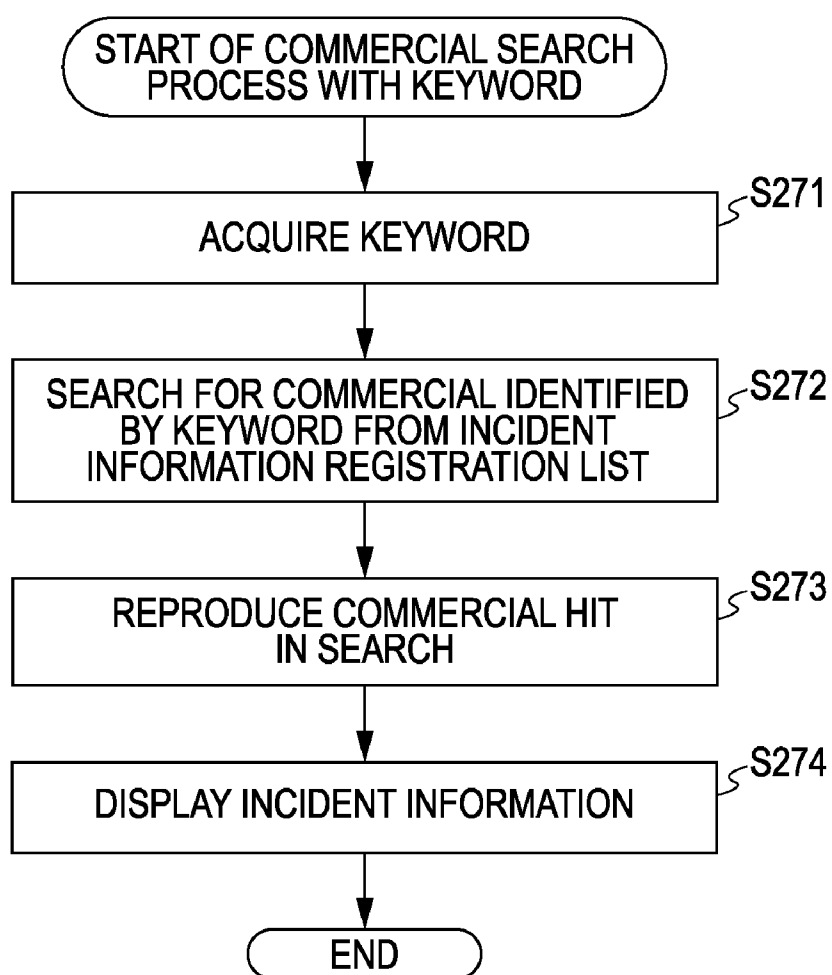 START OF COMMERCIAL SEARCH
PROCESS WITH KEYWORD
S271
ACQUIRE KEYWORD
S272
SEARCH FOR COMMERCIAL IDENTIFIED
BY KEYWORD FROM INCIDENT
INFORMATION REGISTRATION LIST
S273
REPRODUCE COMMERCIAL HIT
IN SEARCH
S274
DISPLAY INCIDENT INFORMATION
END